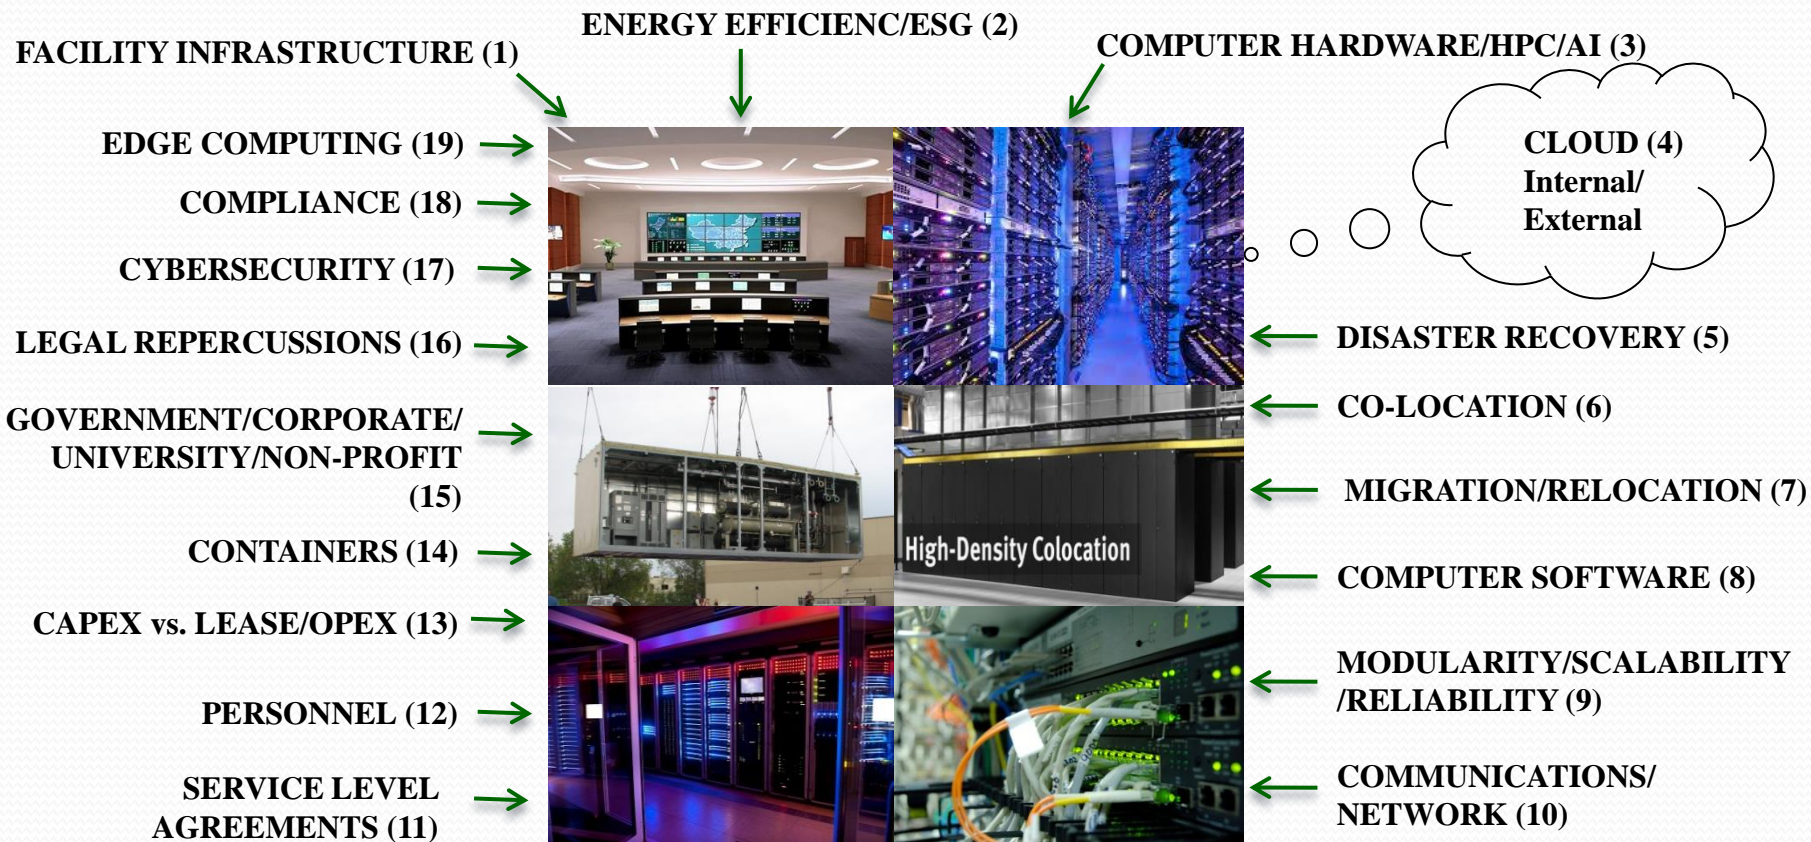 FACILITY INFRASTRUCTURE (1)
ENERGY EFFICIENC/ESG (2)
COMPUTER HARDWARE/HPC/AI (3)
CLOUD (4)
Internal/
External
DISASTER RECOVERY (5)
CO-LOCATION (6)
MIGRATION/RELOCATION (7)
COMPUTER SOFTWARE (8)
MODULARITY/SCALABILITY
/RELIABILITY (9)
COMMUNICATIONS/
NETWORK (10)
SERVICE LEVEL
AGREEMENTS (11)
PERSONNEL (12)
CAPEX vs. LEASE/OPEX (13)
CONTAINERS (14)
GOVERNMENT/CORPORATE/
UNIVERSITY/NON-PROFIT
(15)
LEGAL REPERCUSSIONS (16)
CYBERSECURITY (17)
COMPLIANCE (18)
EDGE COMPUTING (19)
High-Density Colocation